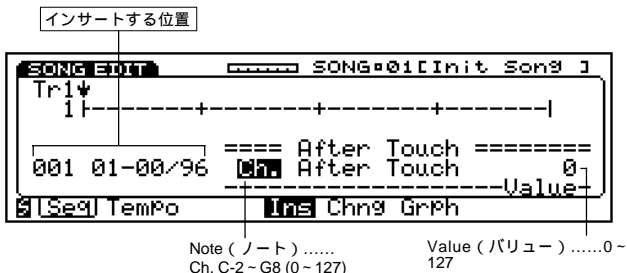 インサートする位置
SONG EDIT SONG▫01[Init Song ]
Tr1
1
==== After Touch ========
001 01-00/96 Ch. After Touch 0
Value
S Seq Tempo Ins Chng Grph
Note(ノート)……
Ch. C-2~G8 (0~127)
Value(バリュー)……0~
127